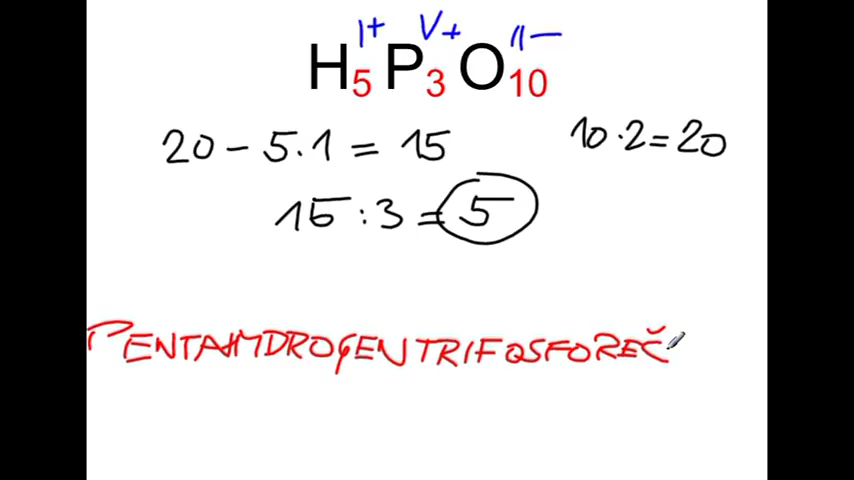 I+ V+ II−
H5P3O10
20 − 5.1 = 15
10.2=20
15:3=5
PENTAHYDROGENTRIFOSFOREČ